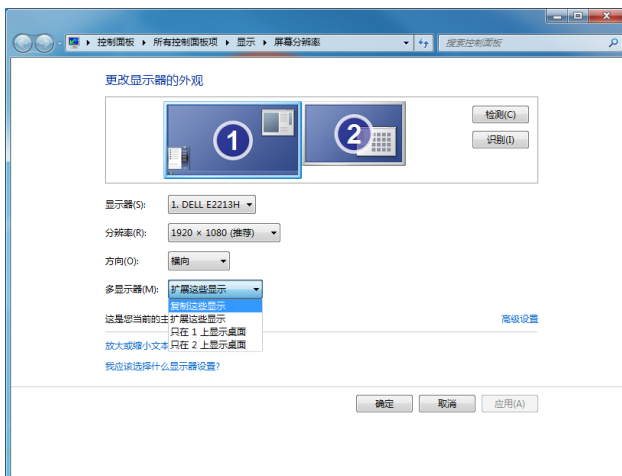 控制面板 ▸ 所有控制面板项 ▸ 显示 ▸ 屏幕分辨率
搜索控制面板
更改显示器的外观
1
2
检测(C)
识别(I)
显示器(S): 1. DELL E2213H
分辨率(R): 1920 × 1080 (推荐)
方向(O): 横向
多显示器(M): 扩展这些显示
复制这些显示
这是您当前的主 扩展这些显示 高级设置
只在 1 上显示桌面
放大或缩小文本 只在 2 上显示桌面
我应该选择什么显示器设置?
确定 取消 应用(A)